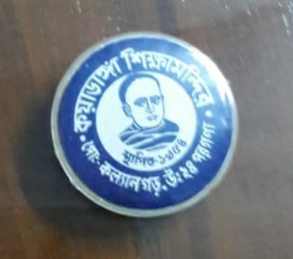 কয়াডাঙ্গা শিক্ষামন্দির
স্থাপিত-১৯৫৪
পোঃ কল্যানগড়, উঃ ২৪ পরগণা